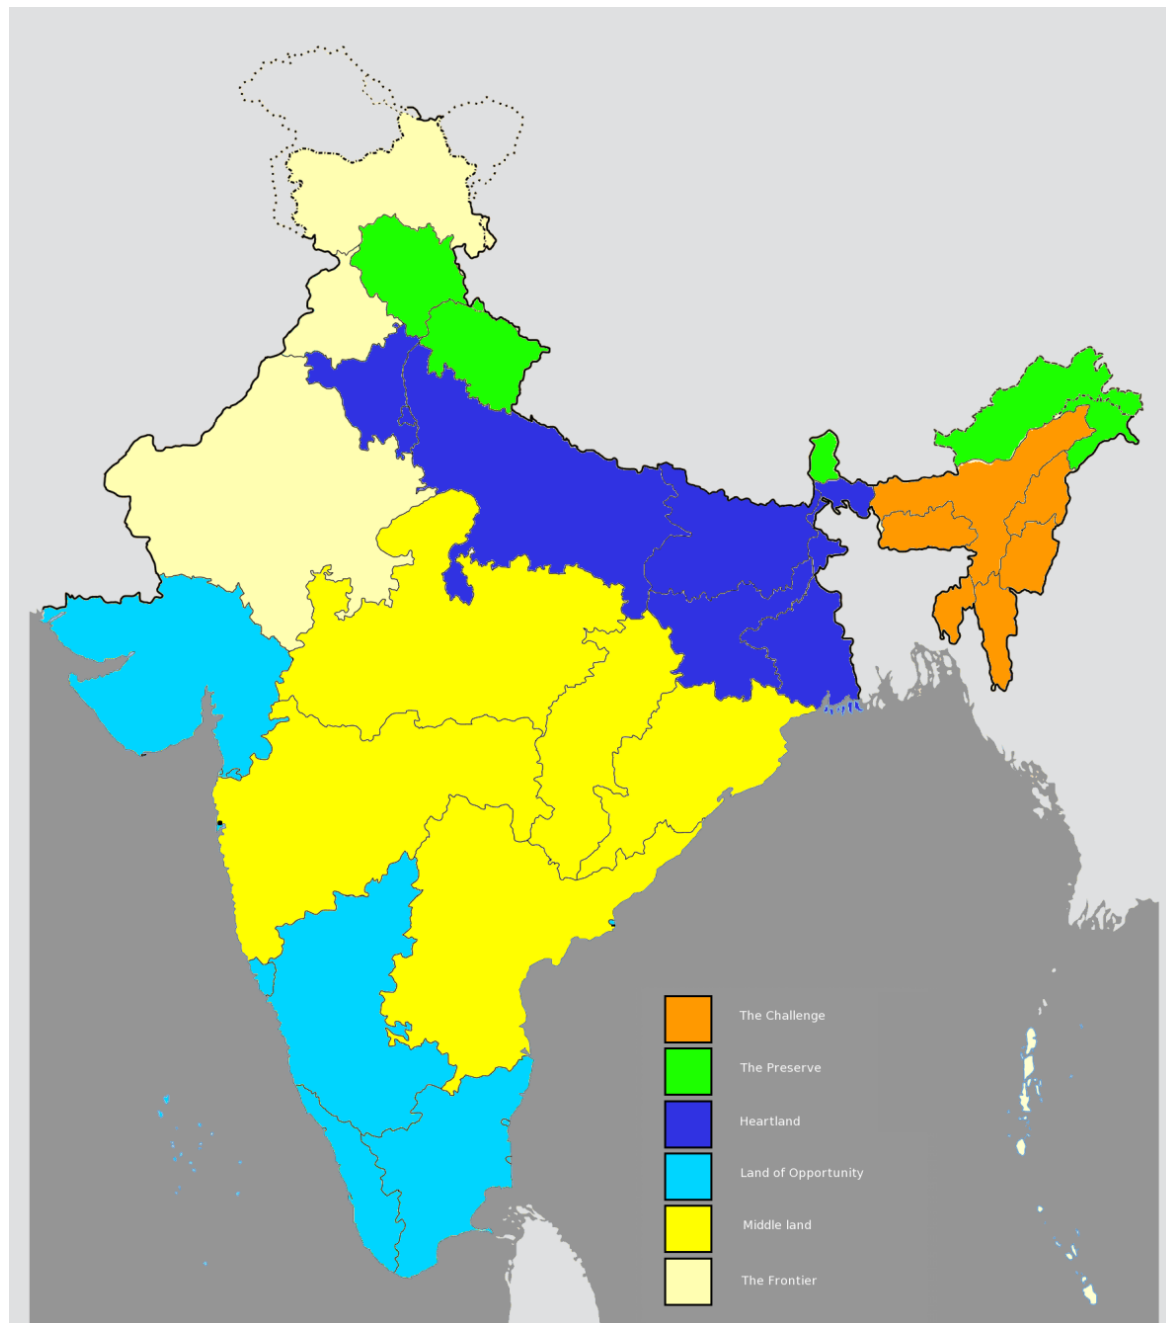 The Challenge
The Preserve
Heartland
Land of Opportunity
Middle land
The Frontier